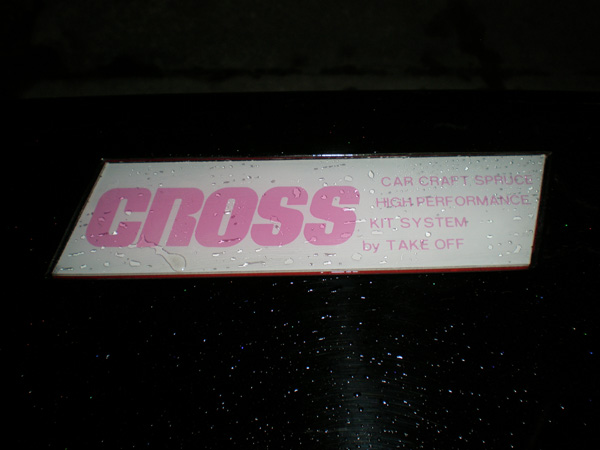 CROSS
CAR CRAFT SPRUCE
HIGH PERFORMANCE
KIT SYSTEM
by TAKE OFF